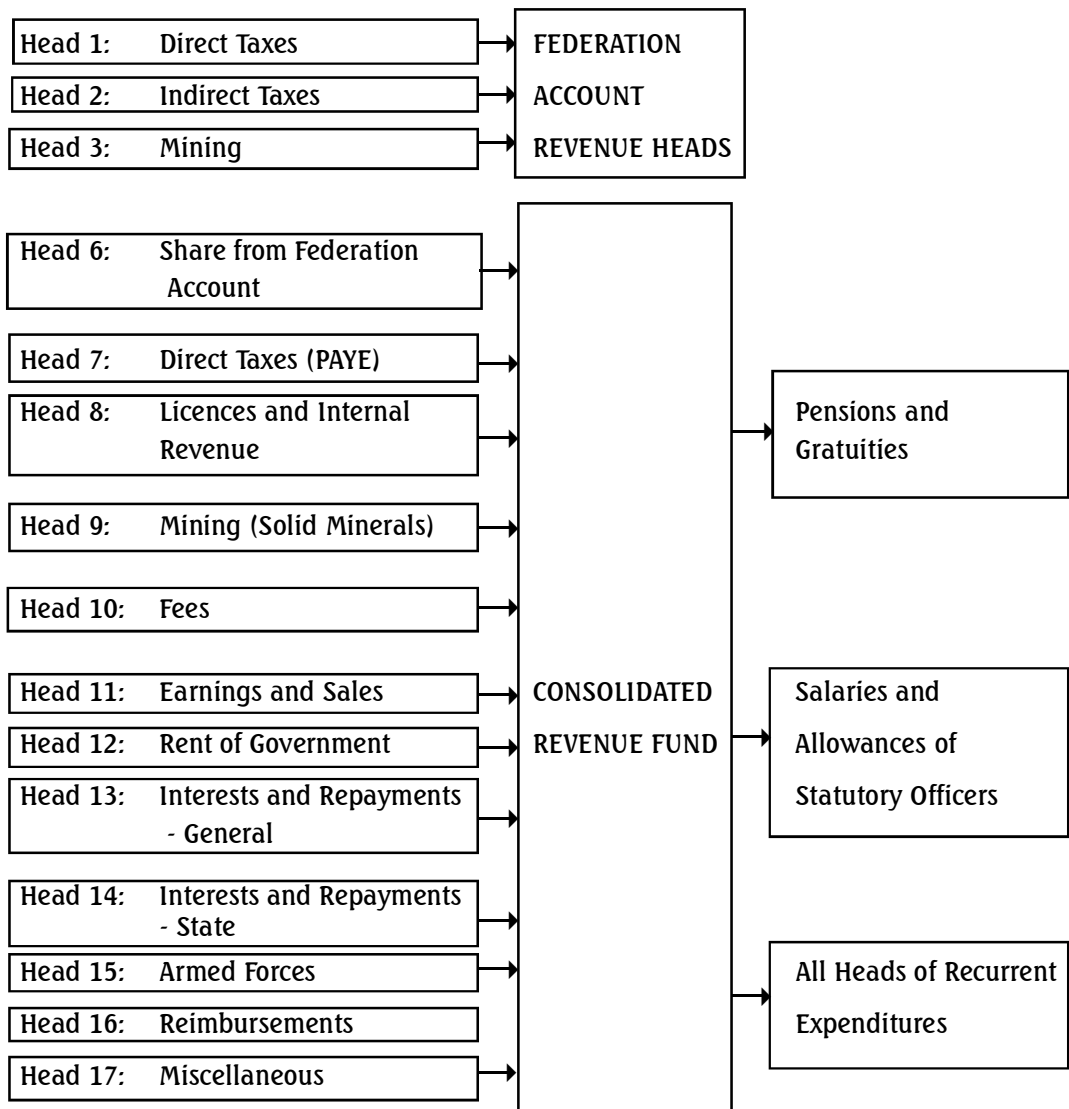 Head 1: Direct Taxes
FEDERATION
Head 2: Indirect Taxes
ACCOUNT
Head 3: Mining
REVENUE HEADS
Head 6: Share from Federation
Account
Head 7: Direct Taxes (PAYE)
Head 8: Licences and Internal
Revenue
Pensions and
Gratuities
Head 9: Mining (Solid Minerals)
Head 10: Fees
Head 11: Earnings and Sales
CONSOLIDATED
Salaries and
Head 12: Rent of Government
REVENUE FUND
Allowances of
Head 13: Interests and Repayments
- General
Statutory Officers
Head 14: Interests and Repayments
- State
Head 15: Armed Forces
All Heads of Recurrent
Head 16: Reimbursements
Expenditures
Head 17: Miscellaneous